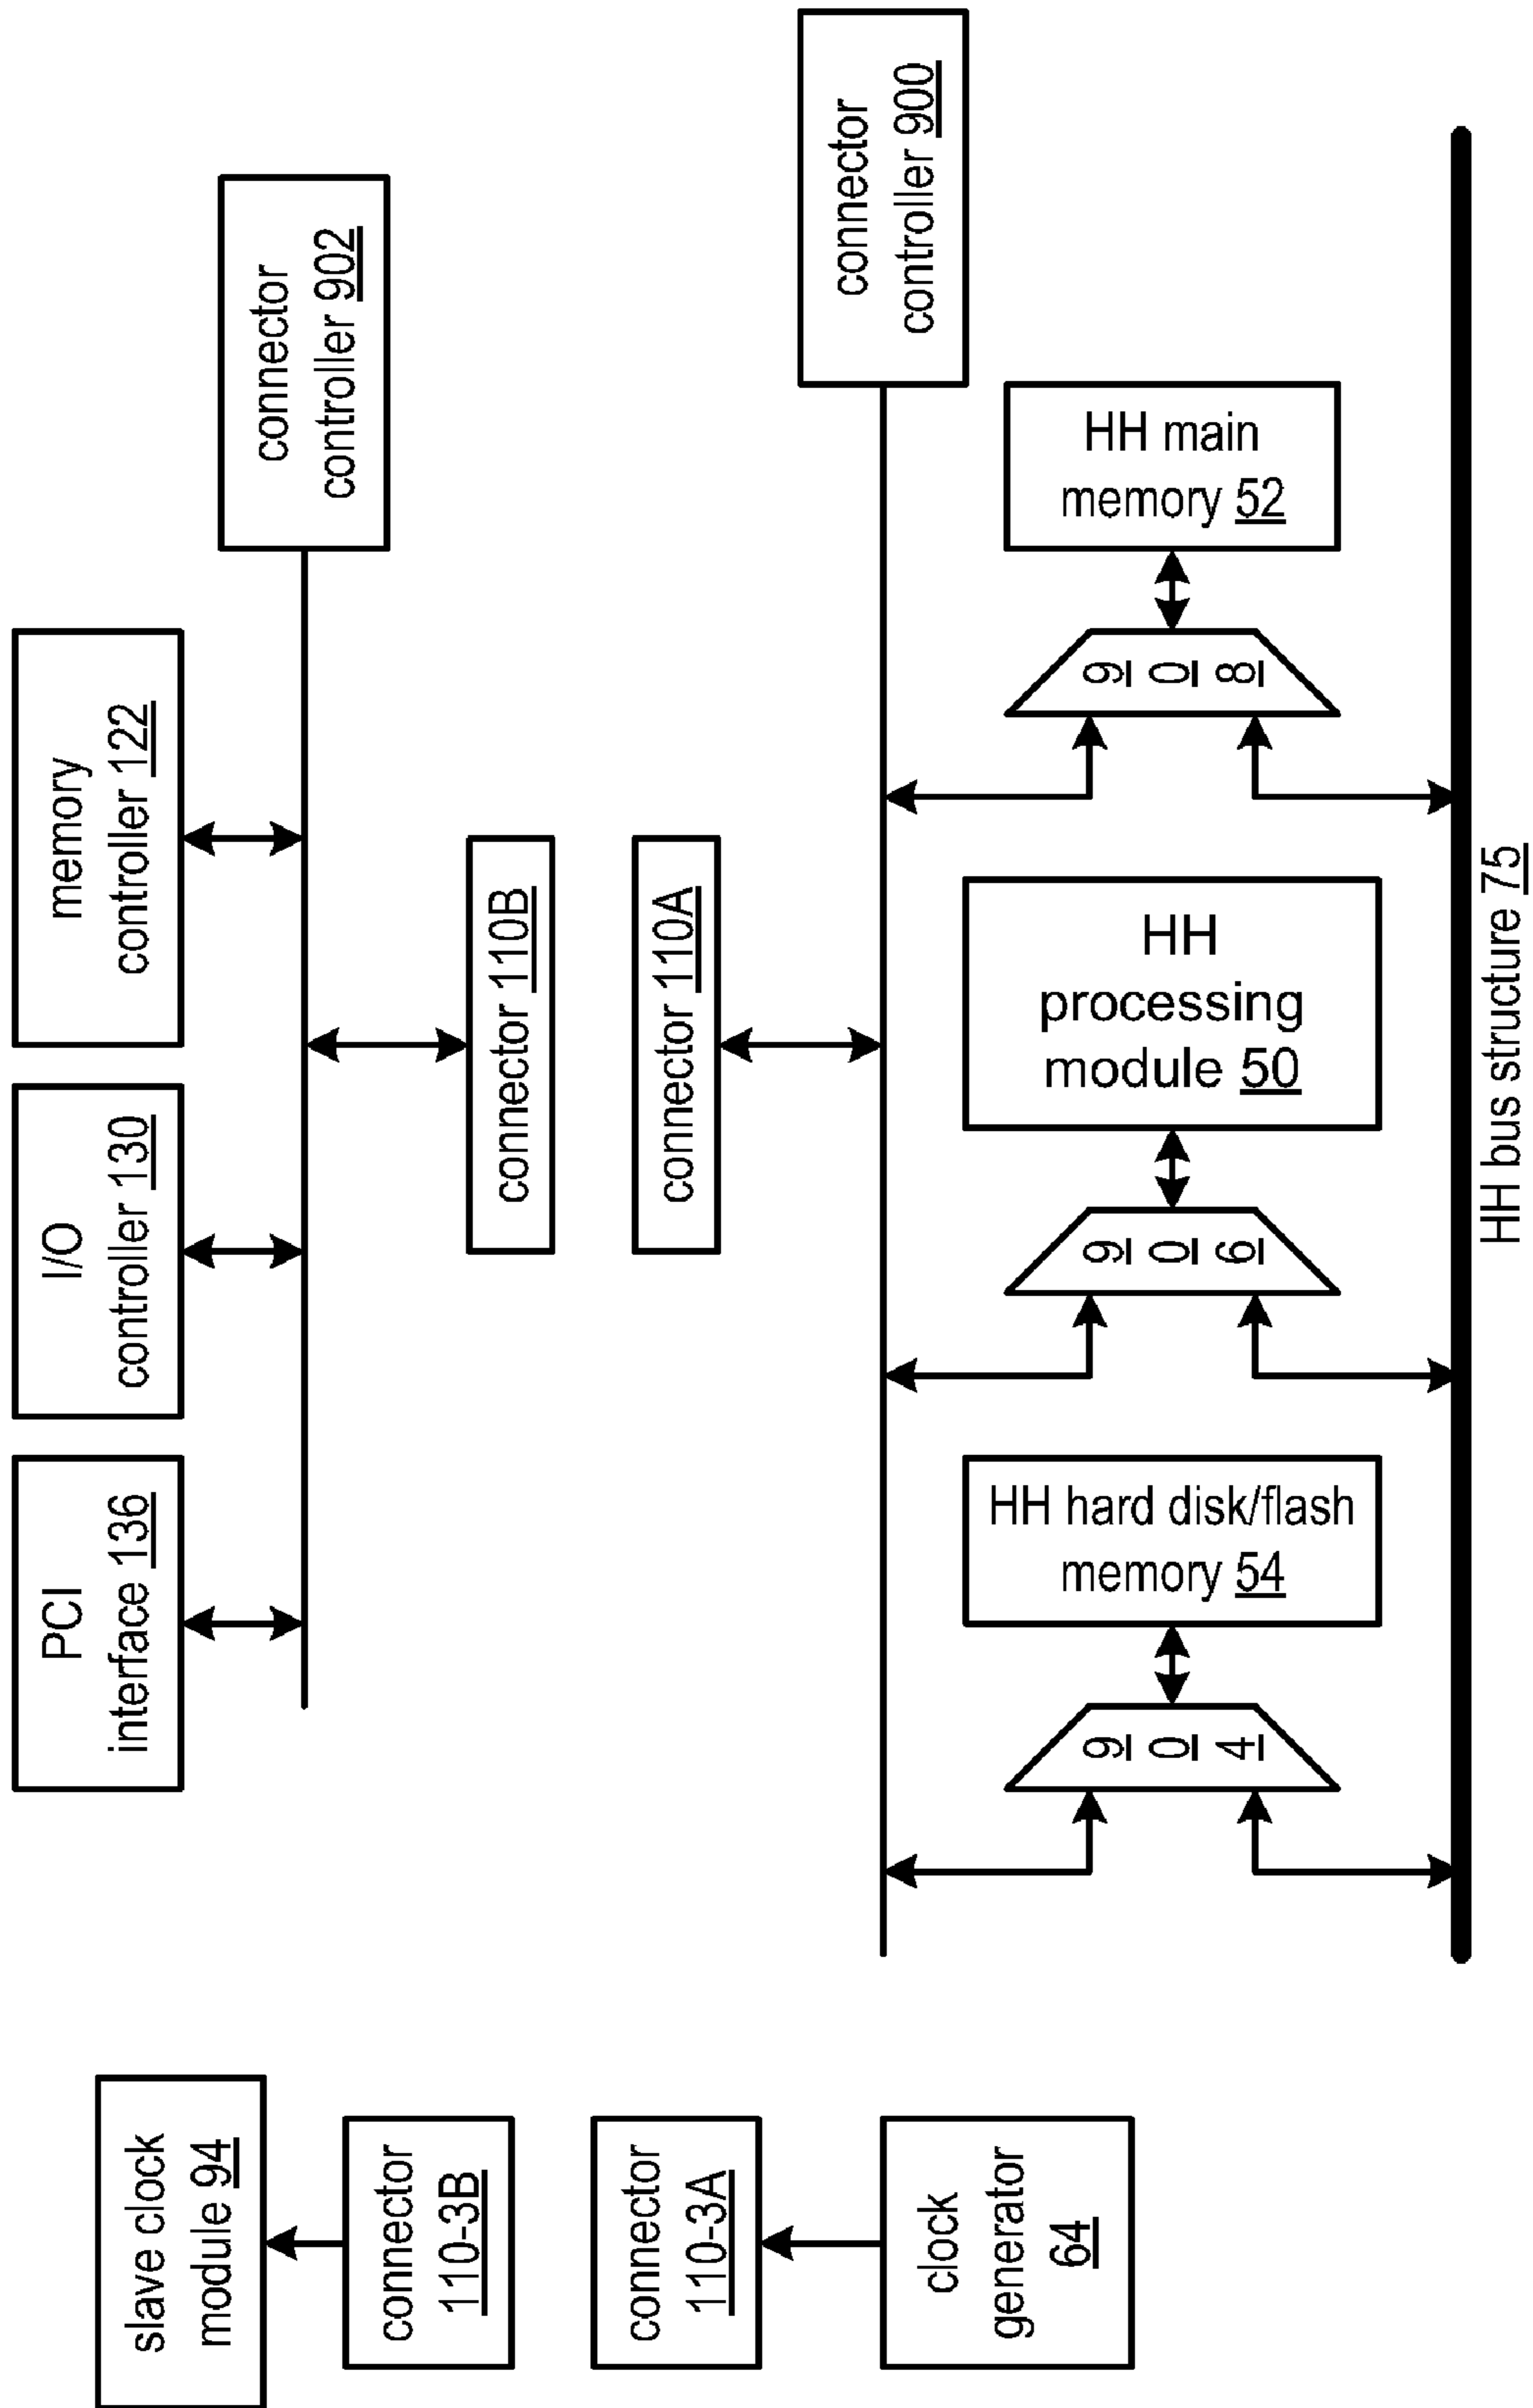 slave clock
module 94
connector
110-3B
connector
110-3A
clock
generator
64
PCI
interface 136
I/O
controller 130
memory
controller 122
connector
controller 902
connector 110B
connector 110A
connector
controller 900
904
HH hard disk/flash
memory 54
906
HH
processing
module 50
908
HH main
memory 52
HH bus structure 75